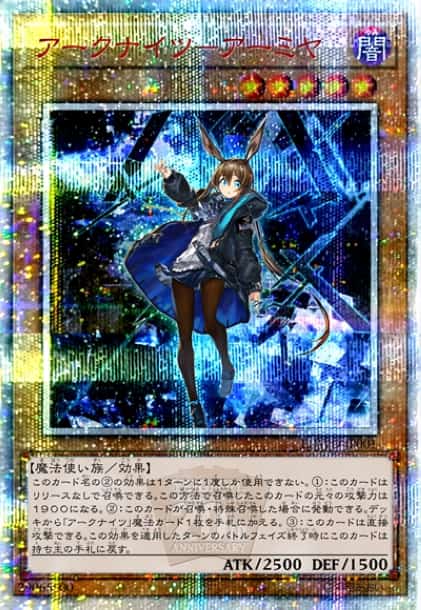 アークナイツーアーミヤ
闇
【魔法使い族/効果】
このカード名の②の効果は1ターンに1度しか使用できない。①:このカードは
リリースなしで召喚できる。この方法で召喚したこのカードの元々の攻撃力は
1900になる。②:このカードが召喚・特殊召喚した場合に発動できる。デッ
キから「アークナイツ」魔法カード1枚を手札に加える。③:このカードは直接
攻撃できる。この効果を適用したターンのバトルフェイズ終了時にこのカードは
持ち主の手札に戻す。
ANNIVERSARY
ATK/2500 DEF/1500